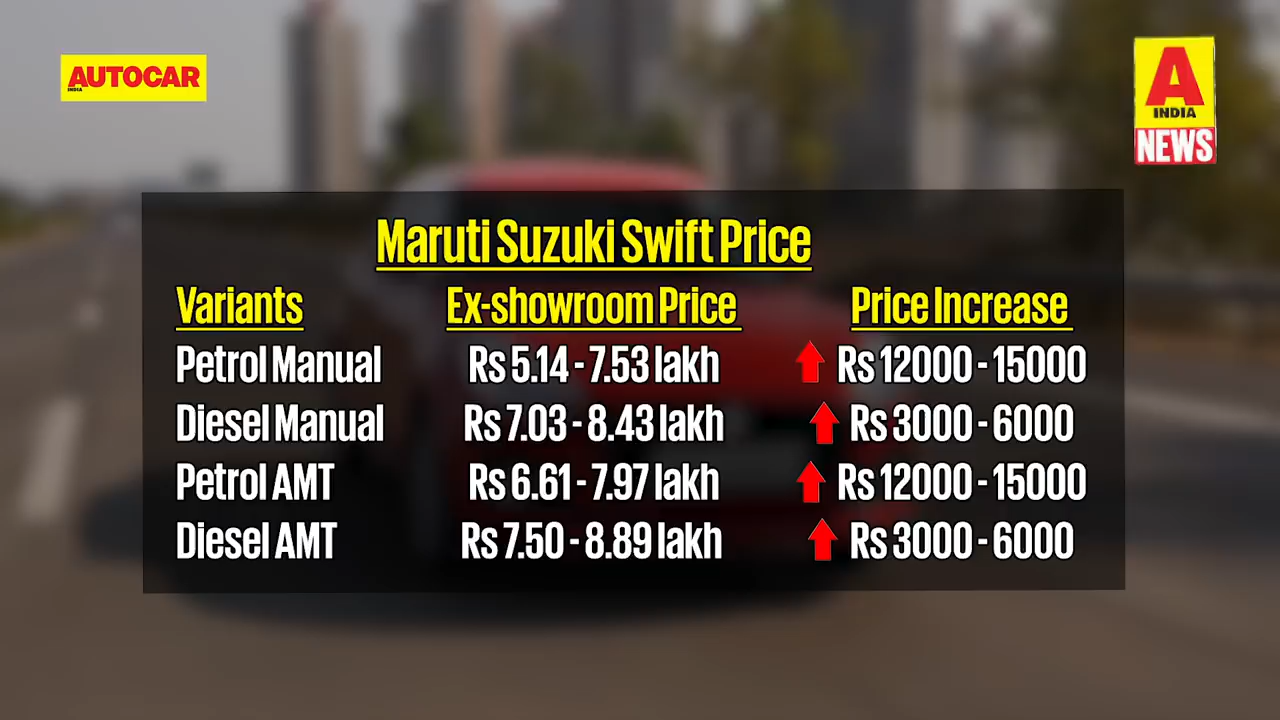 AUTOCAR
INDIA
A
INDIA
NEWS
Maruti Suzuki Swift Price
Variants Ex-showroom Price Price Increase
Petrol Manual Rs 5.14 - 7.53 lakh Rs 12000 - 15000
Diesel Manual Rs 7.03 - 8.43 lakh Rs 3000 - 6000
Petrol AMT Rs 6.61 - 7.97 lakh Rs 12000 - 15000
Diesel AMT Rs 7.50 - 8.89 lakh Rs 3000 - 6000